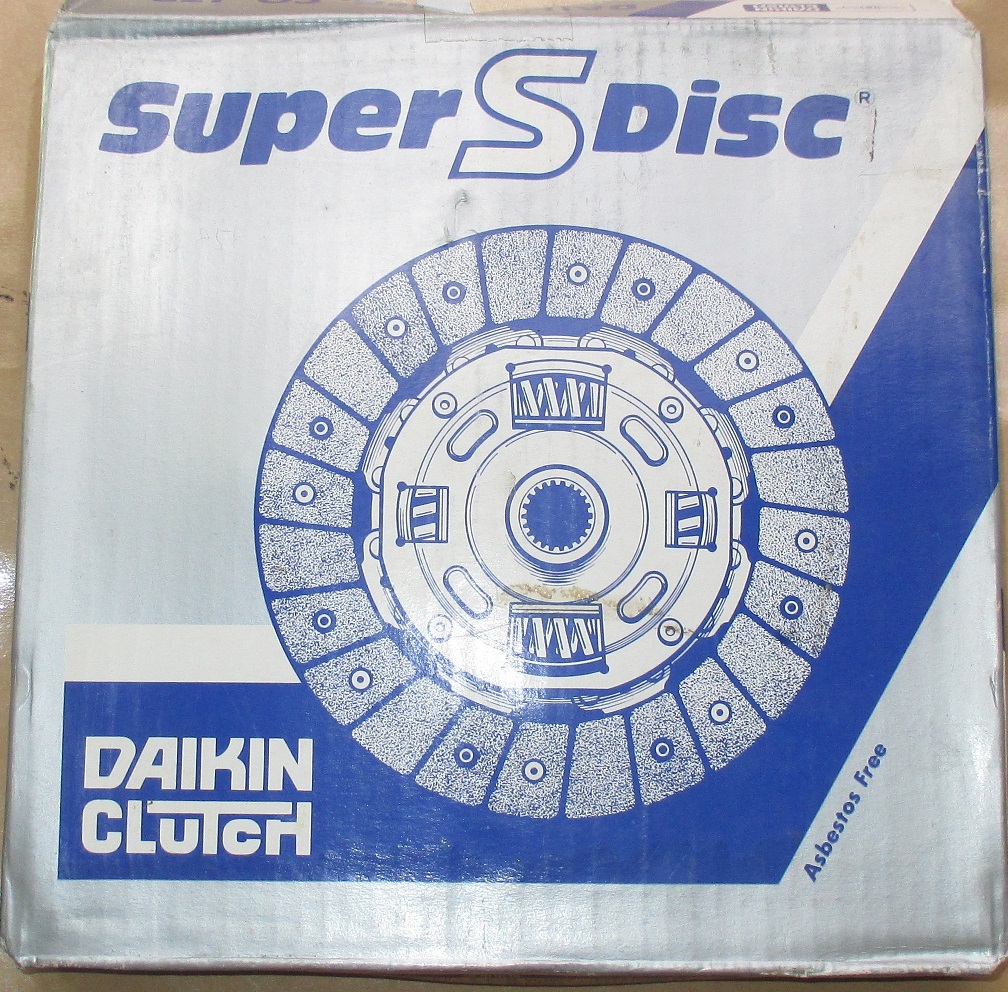 Super S Disc®
DAIKIN
CLUTCH
Asbestos Free